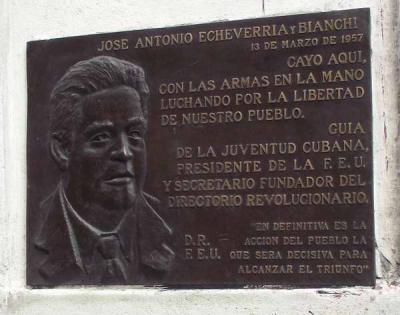 JOSE ANTONIO ECHEVERRIA Y BIANCHI
13 DE MARZO DE 1957
CAYO AQUI,
CON LAS ARMAS EN LA MANO
LUCHANDO POR LA LIBERTAD
DE NUESTRO PUEBLO.
GUIA
DE LA JUVENTUD CUBANA,
PRESIDENTE DE LA F.E.U.
Y SECRETARIO FUNDADOR DEL
DIRECTORIO REVOLUCIONARIO.
"EN DEFINITIVA ES LA
ACCION DEL PUEBLO LA
QUE SERA DECISIVA PARA
ALCANZAR EL TRIUNFO"
D.R.
F.E.U.